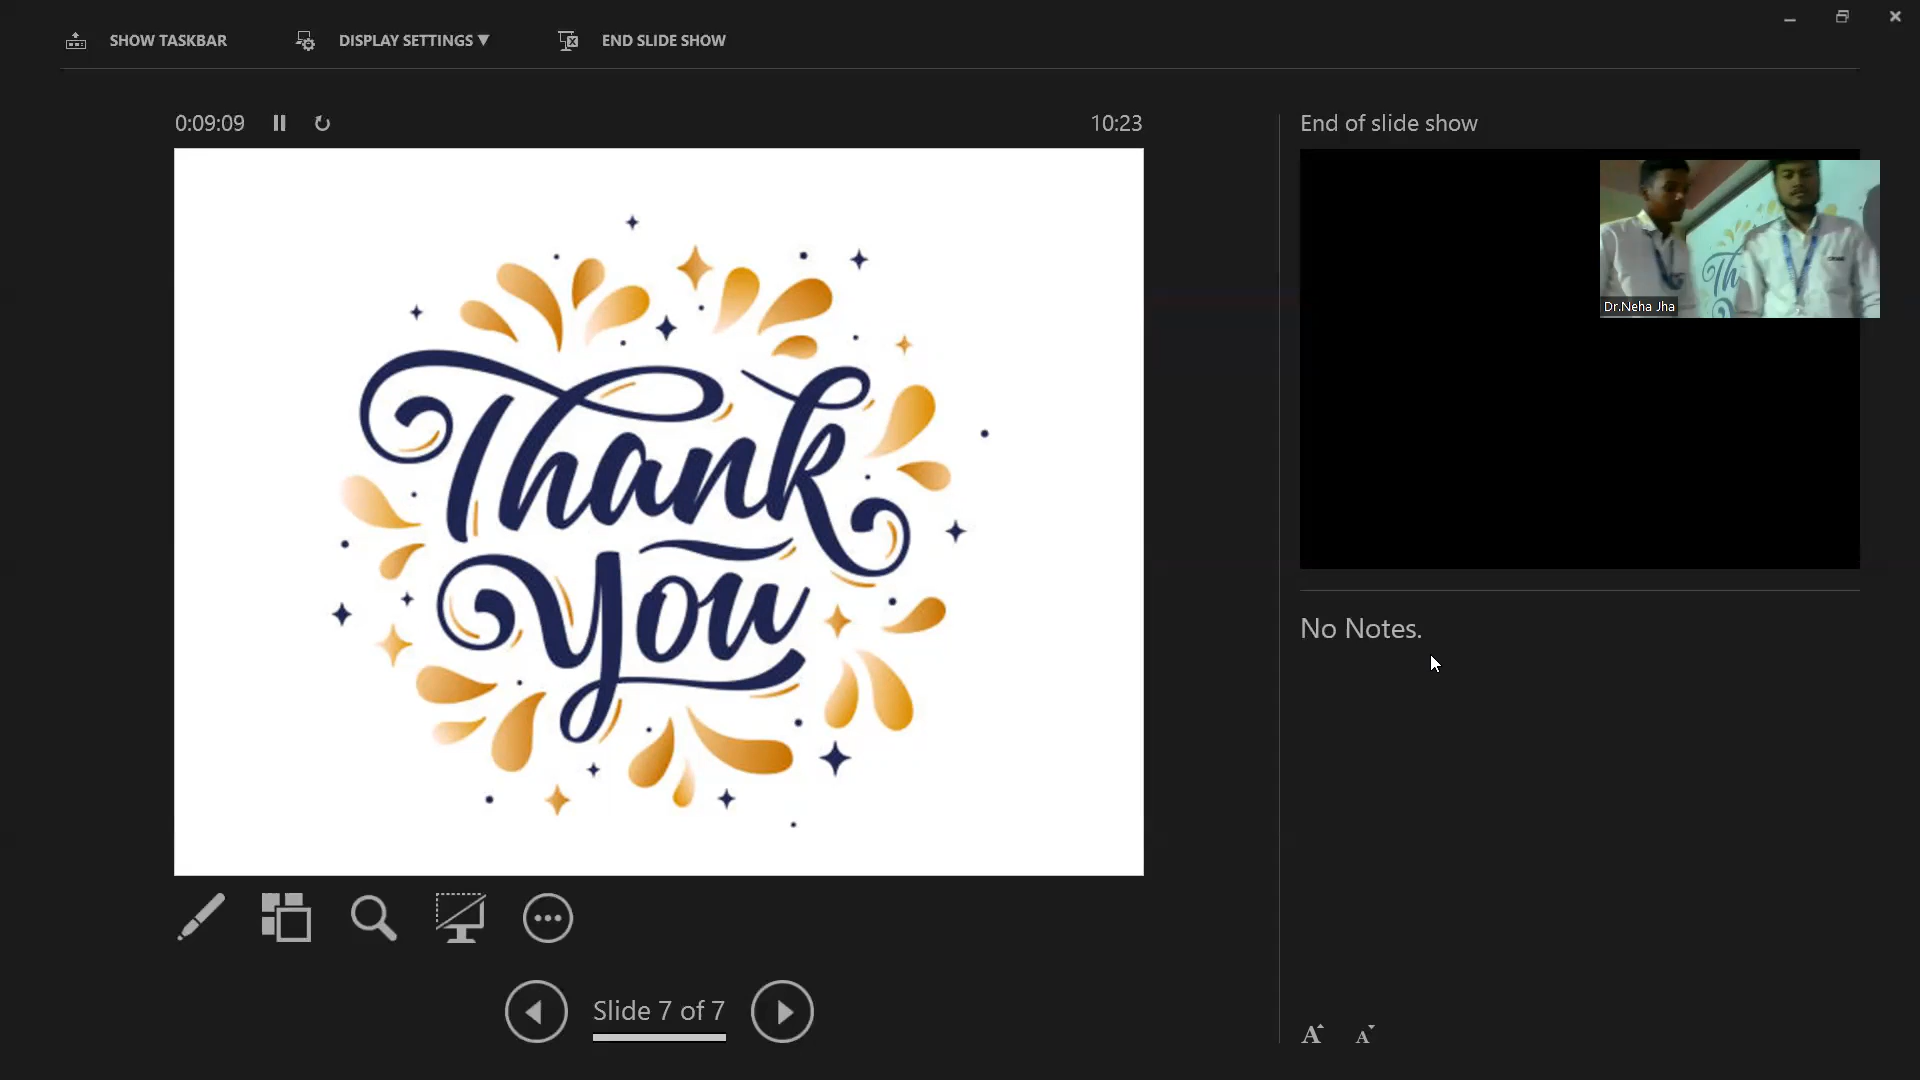 SHOW TASKBAR
DISPLAY SETTINGS ▼
END SLIDE SHOW
0:09:09
10:23
End of slide show
Thank
You
Dr.Neha Jha
Th
No Notes.
Slide 7 of 7
A
A